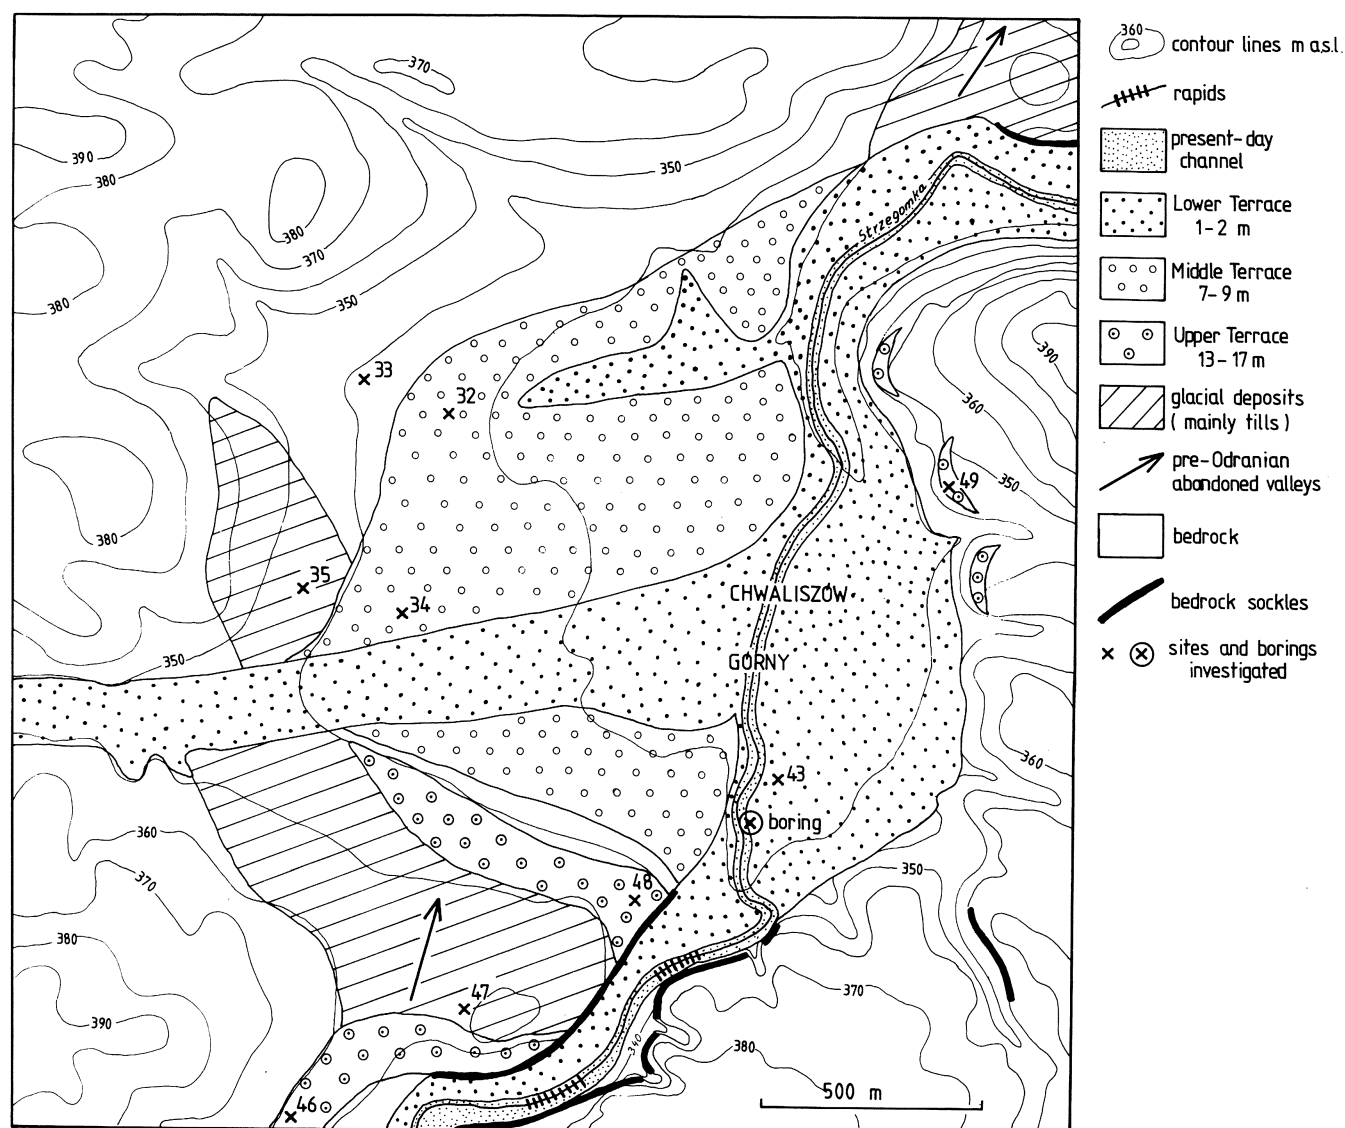 370
390
380
350
380
370
380
350
Strzegomka
390
33
32
360
49
350
380
35
34
CHWALISZÓW
350
GÓRNY
360
43
boring
360
370
350
48
380
47
370
390
340
380
46
500 m
360 contour lines m a.s.l.
rapids
present-day
channel
Lower Terrace
1-2 m
Middle Terrace
7-9 m
Upper Terrace
13-17 m
glacial deposits
( mainly tills )
pre-Odranian
abandoned valleys
bedrock
bedrock sockles
sites and borings
investigated